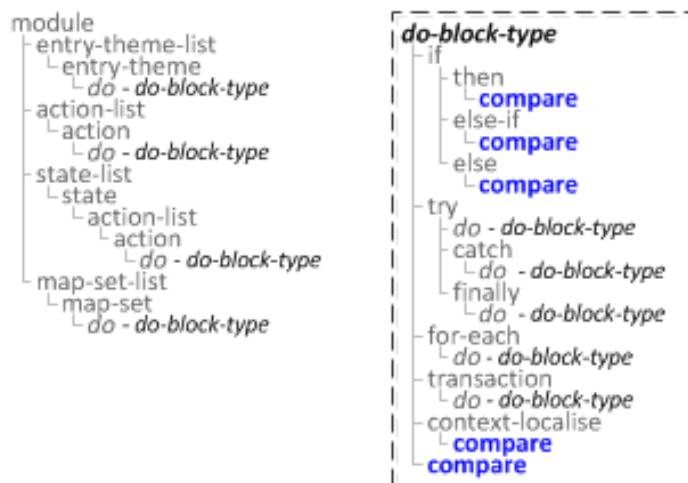 module
entry-theme-list
entry-theme
do - do-block-type
action-list
action
do - do-block-type
state-list
state
action-list
action
do - do-block-type
map-set-list
map-set
do - do-block-type
do-block-type
if
then
compare
else-if
compare
else
compare
try
do - do-block-type
catch
do - do-block-type
finally
do - do-block-type
for-each
do - do-block-type
transaction
do - do-block-type
context-localise
compare
compare